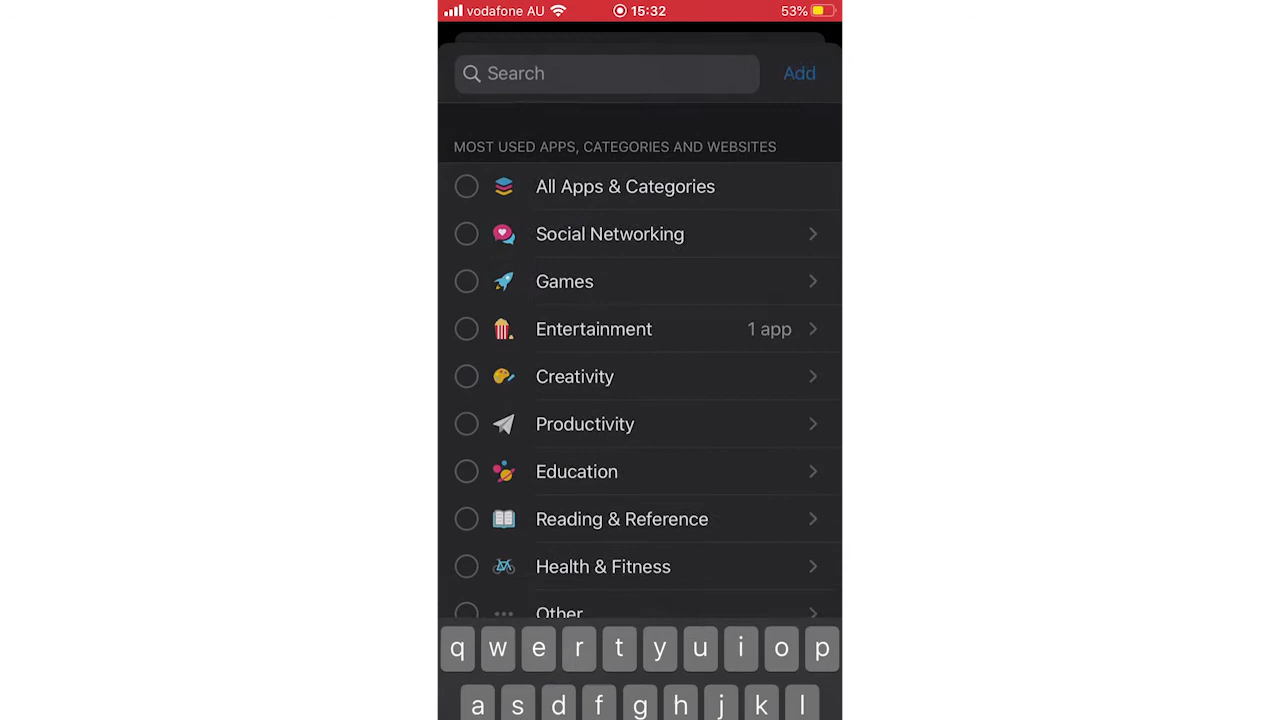 vodafone AU 15:32 53%
Search Add
MOST USED APPS, CATEGORIES AND WEBSITES
All Apps & Categories
Social Networking
Games
Entertainment 1 app
Creativity
Productivity
Education
Reading & Reference
Health & Fitness
Other
q w e r t y u i o p
a s d f g h j k l